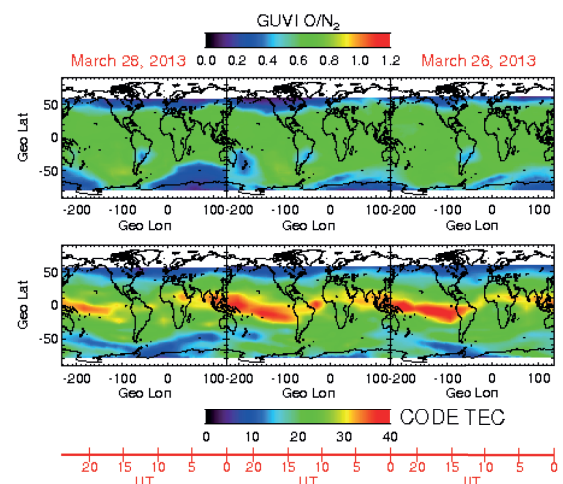 GUVI O/N2
0.0 0.2 0.4 0.6 0.8 1.0 1.2
March 28, 2013 March 26, 2013
Geo Lat
50
0
-50
-200 -100 0 100 -200 -100 0 100 -200 -100 0 100
Geo Lon Geo Lon Geo Lon
Geo Lat
50
0
-50
-200 -100 0 100 -200 -100 0 100 -200 -100 0 100
Geo Lon Geo Lon Geo Lon
CODE TEC
0 10 20 30 40
20 15 10 5 0 20 15 10 5 0 20 15 10 5 0
UT UT UT